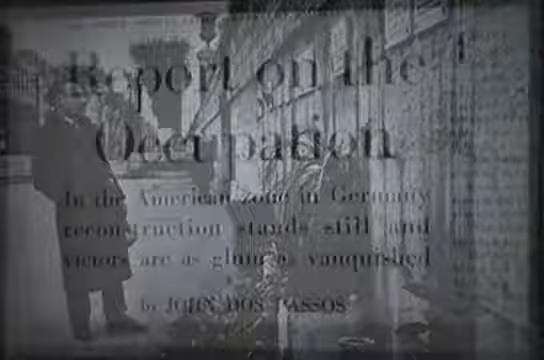 Report on the
Occupation
In the American zone in Germany
reconstruction stands still and
victors are as glum as vanquished
by JOHN DOS PASSOS